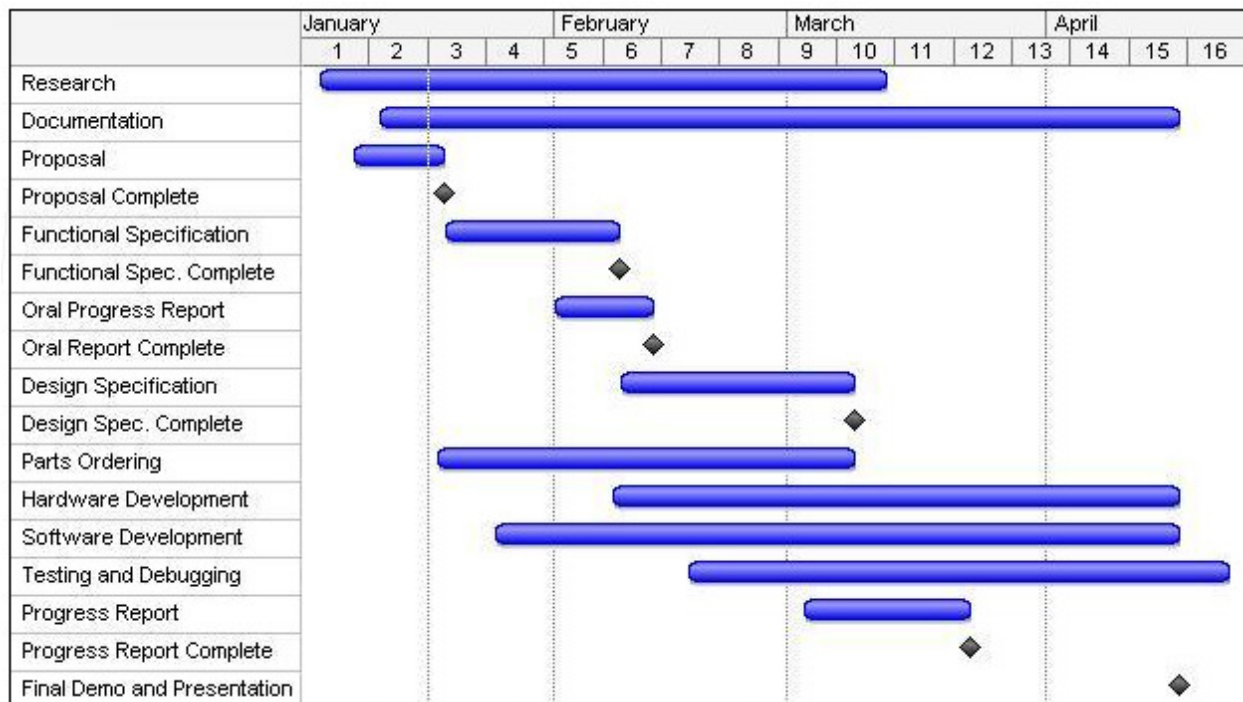 January February March April
1 2 3 4 5 6 7 8 9 10 11 12 13 14 15 16
Research
Documentation
Proposal
Proposal Complete
Functional Specification
Functional Spec. Complete
Oral Progress Report
Oral Report Complete
Design Specification
Design Spec. Complete
Parts Ordering
Hardware Development
Software Development
Testing and Debugging
Progress Report
Progress Report Complete
Final Demo and Presentation